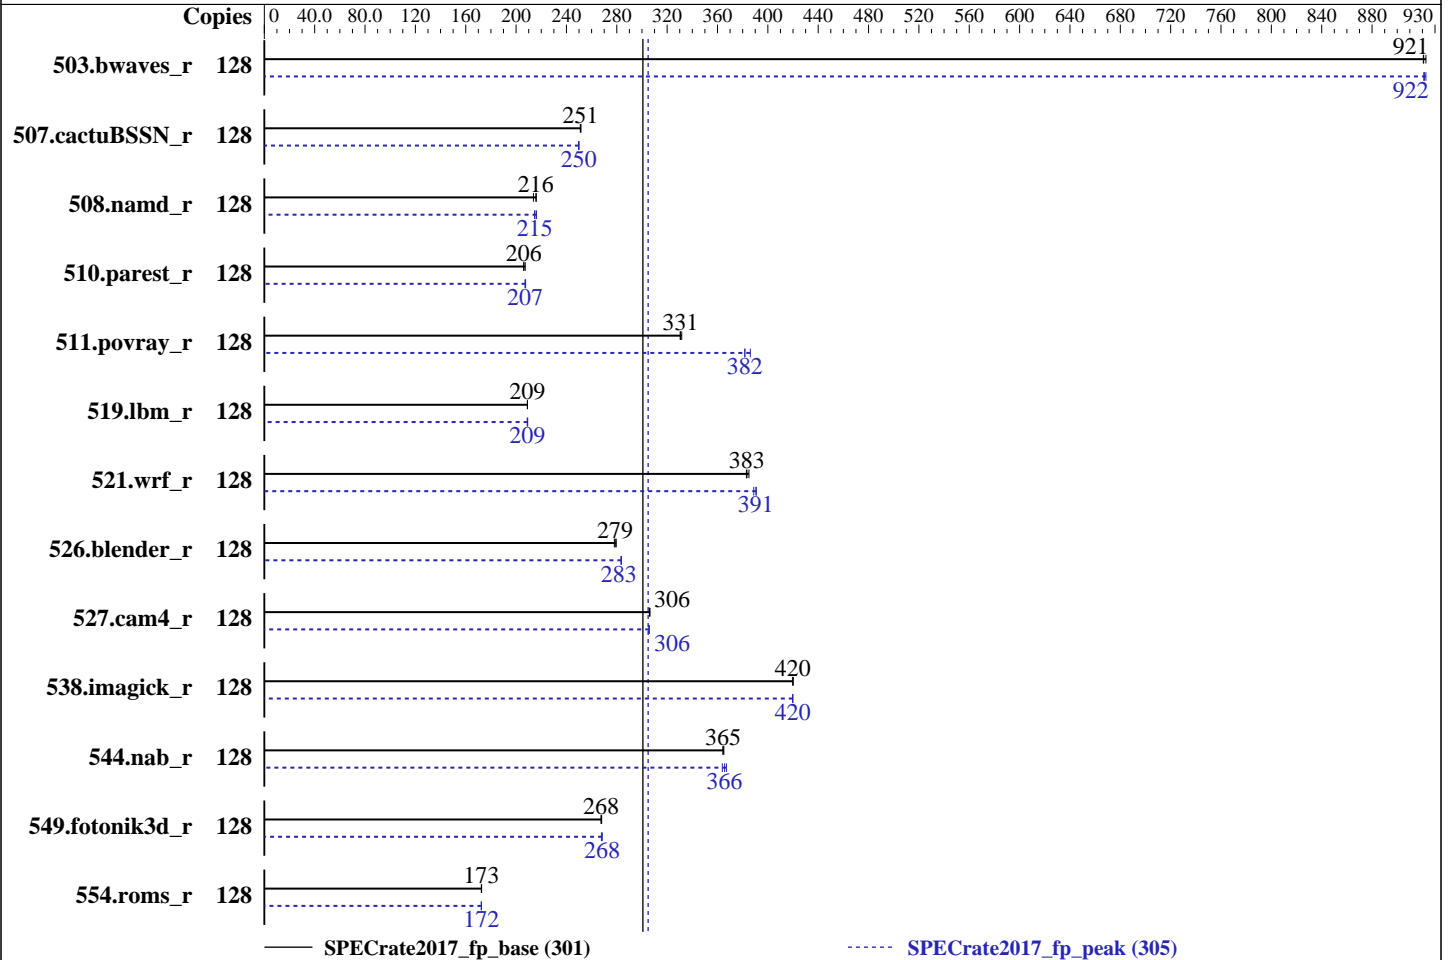 Copies 0 40.0 80.0 120 160 200 240 280 320 360 400 440 480 520 560 600 640 680 720 760 800 840 880 930
921
503.bwaves_r 128
922
251
507.cactuBSSN_r 128
250
216
508.namd_r 128
215
206
510.parest_r 128
207
331
511.povray_r 128
382
209
519.lbm_r 128
209
383
521.wrf_r 128
391
279
526.blender_r 128
283
306
527.cam4_r 128
306
420
538.imagick_r 128
420
365
544.nab_r 128
366
268
549.fotonik3d_r 128
268
173
554.roms_r 128
172
SPECrate2017_fp_base (301) SPECrate2017_fp_peak (305)